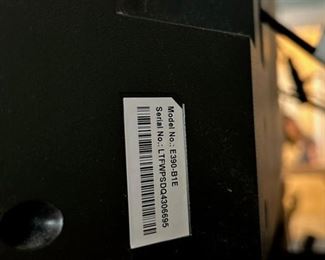 Model No.: E390-B1E
Serial No.: LTFWPSDQ4306695